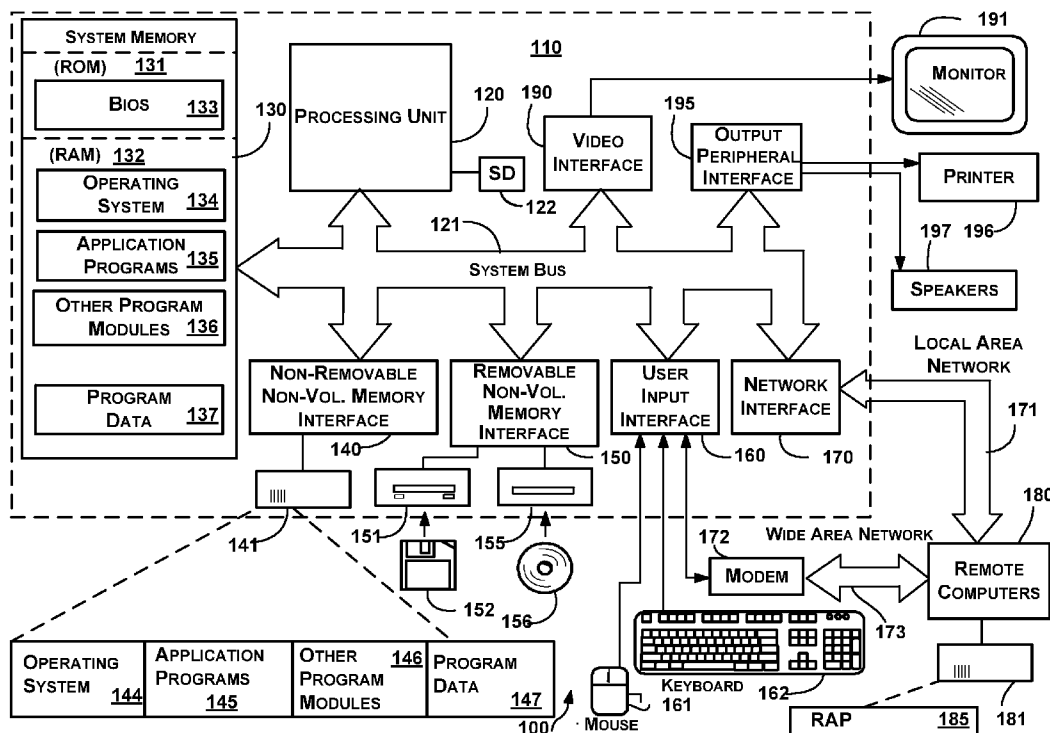 SYSTEM MEMORY
(ROM) 131
BIOS 133
(RAM) 132
OPERATING
SYSTEM 134
APPLICATION
PROGRAMS 135
OTHER PROGRAM
MODULES 136
PROGRAM
DATA 137
130
110
PROCESSING UNIT
120
SD
122
190
VIDEO
INTERFACE
195
OUTPUT
PERIPHERAL
INTERFACE
191
MONITOR
PRINTER
196
197
SPEAKERS
121
SYSTEM BUS
NON-REMOVABLE
NON-VOL. MEMORY
INTERFACE
140
REMOVABLE
NON-VOL.
MEMORY
INTERFACE
150
USER
INPUT
INTERFACE
160
NETWORK
INTERFACE
170
LOCAL AREA
NETWORK
171
141
151
152
155
156
172
MODEM
WIDE AREA NETWORK
173
180
REMOTE
COMPUTERS
181
RAP 185
KEYBOARD
162
161
MOUSE
100
OPERATING
SYSTEM 144
APPLICATION
PROGRAMS
145
OTHER 146
PROGRAM
MODULES
PROGRAM
DATA
147